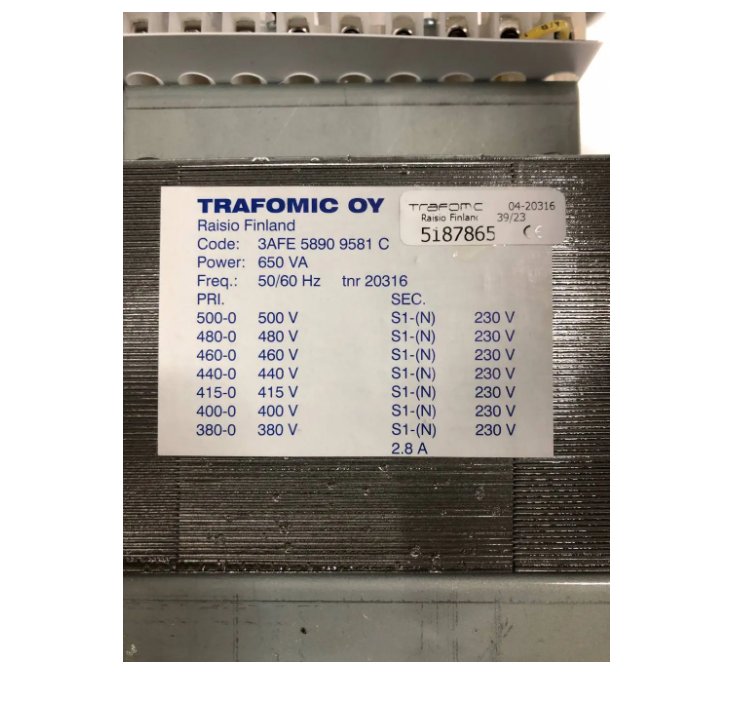 TRAFOMIC OY
Raisio Finland
Code: 3AFE 5890 9581 C
Power: 650 VA
Freq.: 50/60 Hz tnr 20316
TRAFOMIC 04-20316
Raisio Finland 39/23
5187865 CE
PRI. SEC.
500-0 500 V S1-(N) 230 V
480-0 480 V S1-(N) 230 V
460-0 460 V S1-(N) 230 V
440-0 440 V S1-(N) 230 V
415-0 415 V S1-(N) 230 V
400-0 400 V S1-(N) 230 V
380-0 380 V S1-(N) 230 V
2.8 A